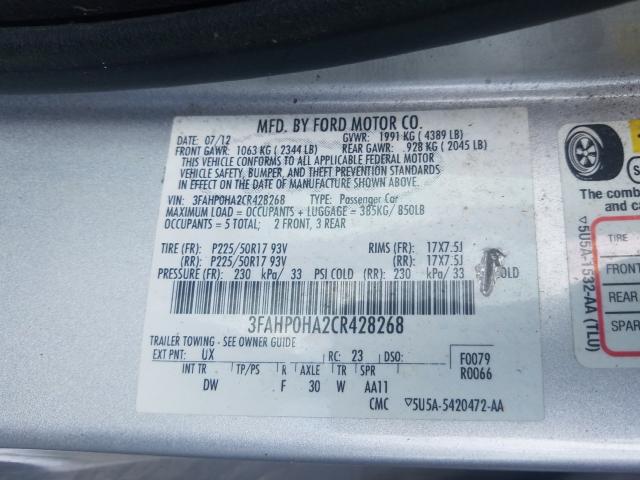 MFD. BY FORD MOTOR CO.
DATE: 07/12 GVWR: 1991 KG ( 4389 LB)
FRONT GAWR: 1063 KG ( 2344 LB) REAR GAWR: 928 KG ( 2045 LB)
THIS VEHICLE CONFORMS TO ALL APPLICABLE FEDERAL MOTOR
VEHICLE SAFETY, BUMPER, AND THEFT PREVENTION STANDARDS
IN EFFECT ON THE DATE OF MANUFACTURE SHOWN ABOVE.
VIN: 3FAHP0HA2CR428268 TYPE: Passenger Car
MAXIMUM LOAD = OCCUPANTS + LUGGAGE = 385KG/ 850LB
OCCUPANTS = 5 TOTAL; 2 FRONT, 3 REAR
TIRE (FR): P225/50R17 93V RIMS (FR): 17X7.5J
(RR): P225/50R17 93V (RR): 17X7.5J
PRESSURE (FR): 230 kPa/ 33 PSI COLD (RR): 230 kPa/ 33 OLD
3FAHP0HA2CR428268
TRAILER TOWING - SEE OWNER GUIDE
EXT PNT: UX RC: 23 DSO: F0079
INT TR TP/PS R AXLE TR SPR R0066
DW F 30 W AA11
CMC ▽5U5A-5420472-AA
The comb
and ca
TIRE
FRONT
REAR
SPAR
▽5U5A-1532-AA (TLU)